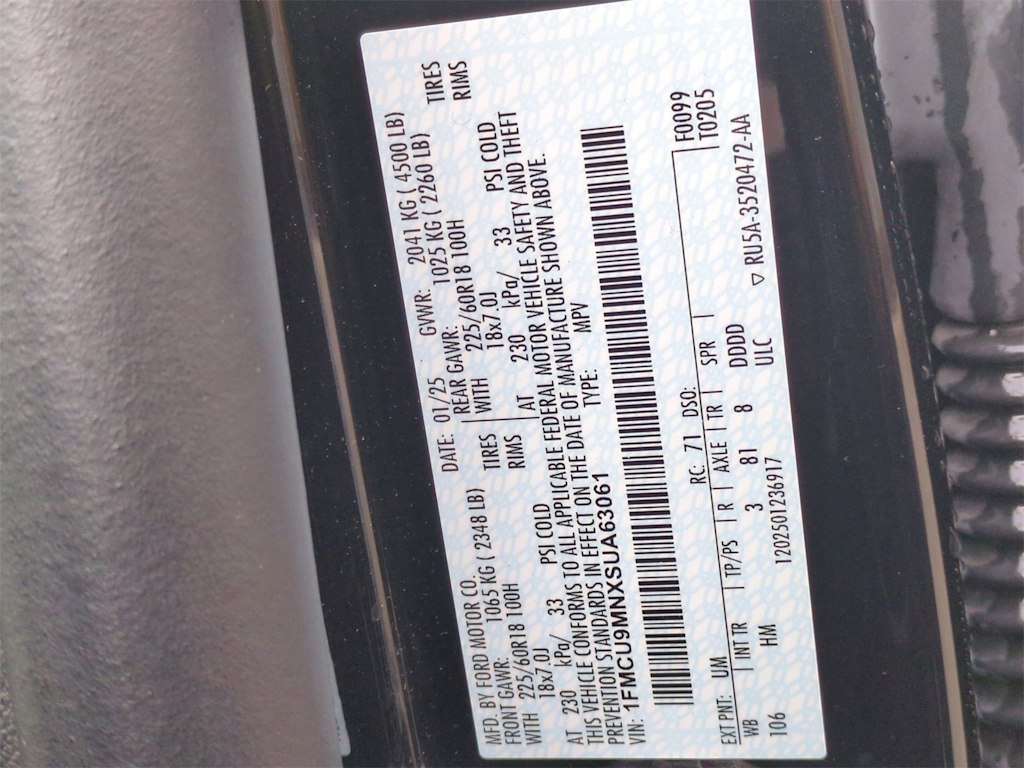 MFD. BY FORD MOTOR CO. DATE: 01/25 GVWR: 2041 KG ( 4500 LB)
FRONT GAWR: 1065 KG ( 2348 LB) REAR GAWR: 1025 KG ( 2260 LB)
WITH 225/60R18 100H TIRES WITH 225/60R18 100H TIRES
18x7.0J RIMS 18x7.0J RIMS
AT 230 kPa/ 33 PSI COLD AT 230 kPa/ 33 PSI COLD
THIS VEHICLE CONFORMS TO ALL APPLICABLE FEDERAL MOTOR VEHICLE SAFETY AND THEFT
PREVENTION STANDARDS IN EFFECT ON THE DATE OF MANUFACTURE SHOWN ABOVE.
VIN: 1FMCU9MNXSUA63061 TYPE: MPV
F0099
EXT PNT: UM RC: 71 DSO: T0205
WB INT TR TP/PS R AXLE TR SPR
106 HM 3 81 8 DDDD
1202501236917 ULC ▽ RU5A-3520472-AA